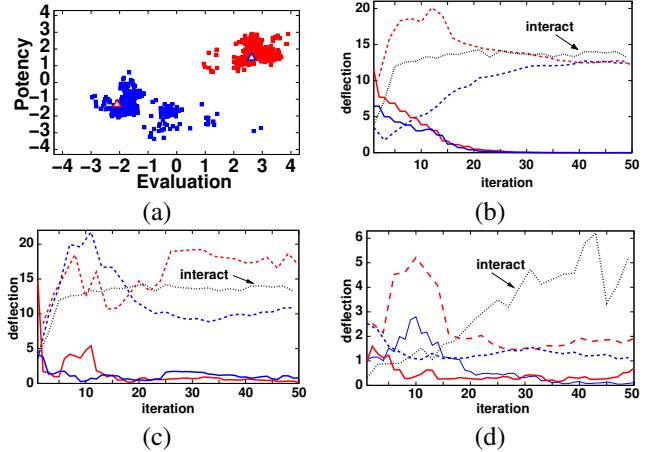 Potency
4
3
2
1
0
−1
−2
−3
−4
−4 −3 −2 −1 0 1 2 3 4
Evaluation
(a)
deflection
20
15
10
5
0
interact
10 20 30 40 50
iteration
(b)
deflection
20
15
10
5
0
interact
0 10 20 30 40 50
iteration
(c)
deflection
6
5
4
3
2
1
0
interact
10 20 30 40 50
iteration
(d)